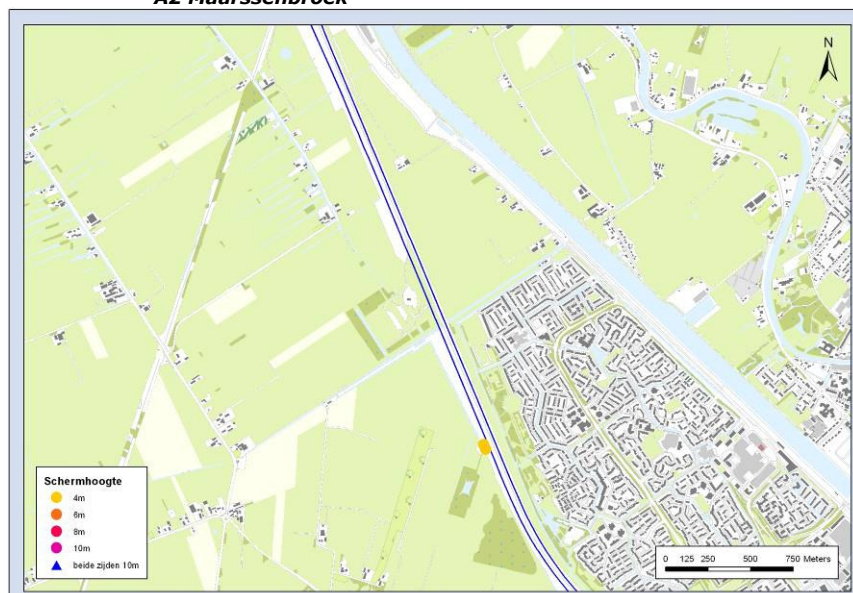 A2 Maarssenbroek
N
Schermhoogte
4m
6m
8m
10m
beide zijden 10m
0 125 250 500 750 Meters